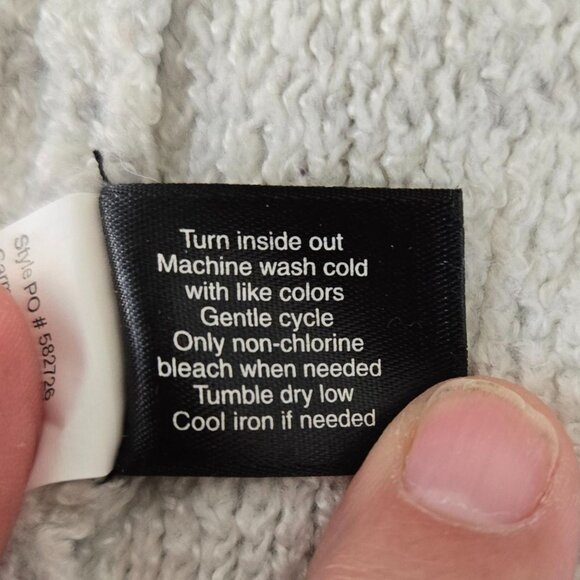 Turn inside out
Machine wash cold
with like colors
Gentle cycle
Only non-chlorine
bleach when needed
Tumble dry low
Cool iron if needed
Style PO # 582726